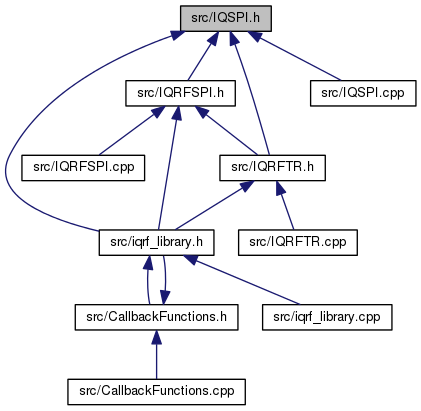 src/IQSPI.h
src/IQRFSPI.h
src/IQSPI.cpp
src/IQRFSPI.cpp
src/IQRFTR.h
src/iqrf_library.h
src/IQRFTR.cpp
src/CallbackFunctions.h
src/iqrf_library.cpp
src/CallbackFunctions.cpp